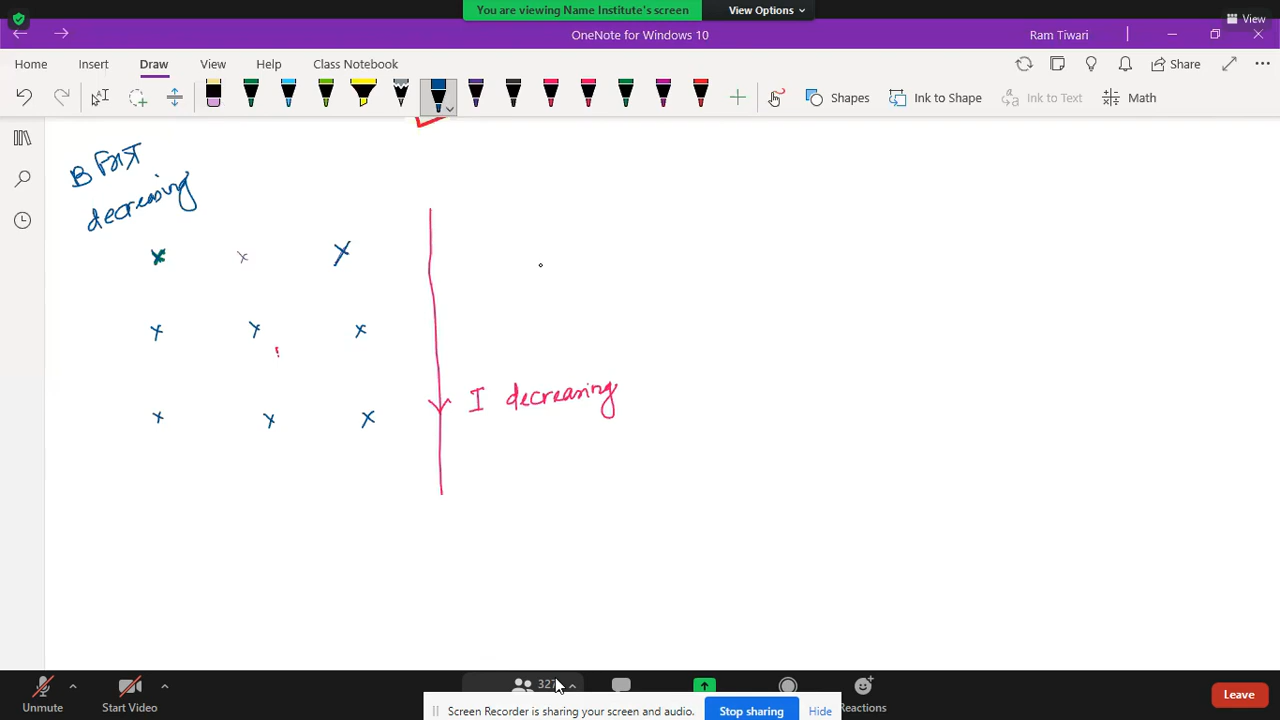 You are viewing Name Institute's screen
View Options
View
OneNote for Windows 10
Ram Tiwari
Home Insert Draw View Help Class Notebook
Share
Shapes
Ink to Shape
Ink to Text
Math
B
decreasing
x x x
x x x
x x x
I decreasing
327
Unmute
Start Video
Reactions
Leave
Screen Recorder is sharing your screen and audio.
Stop sharing
Hide